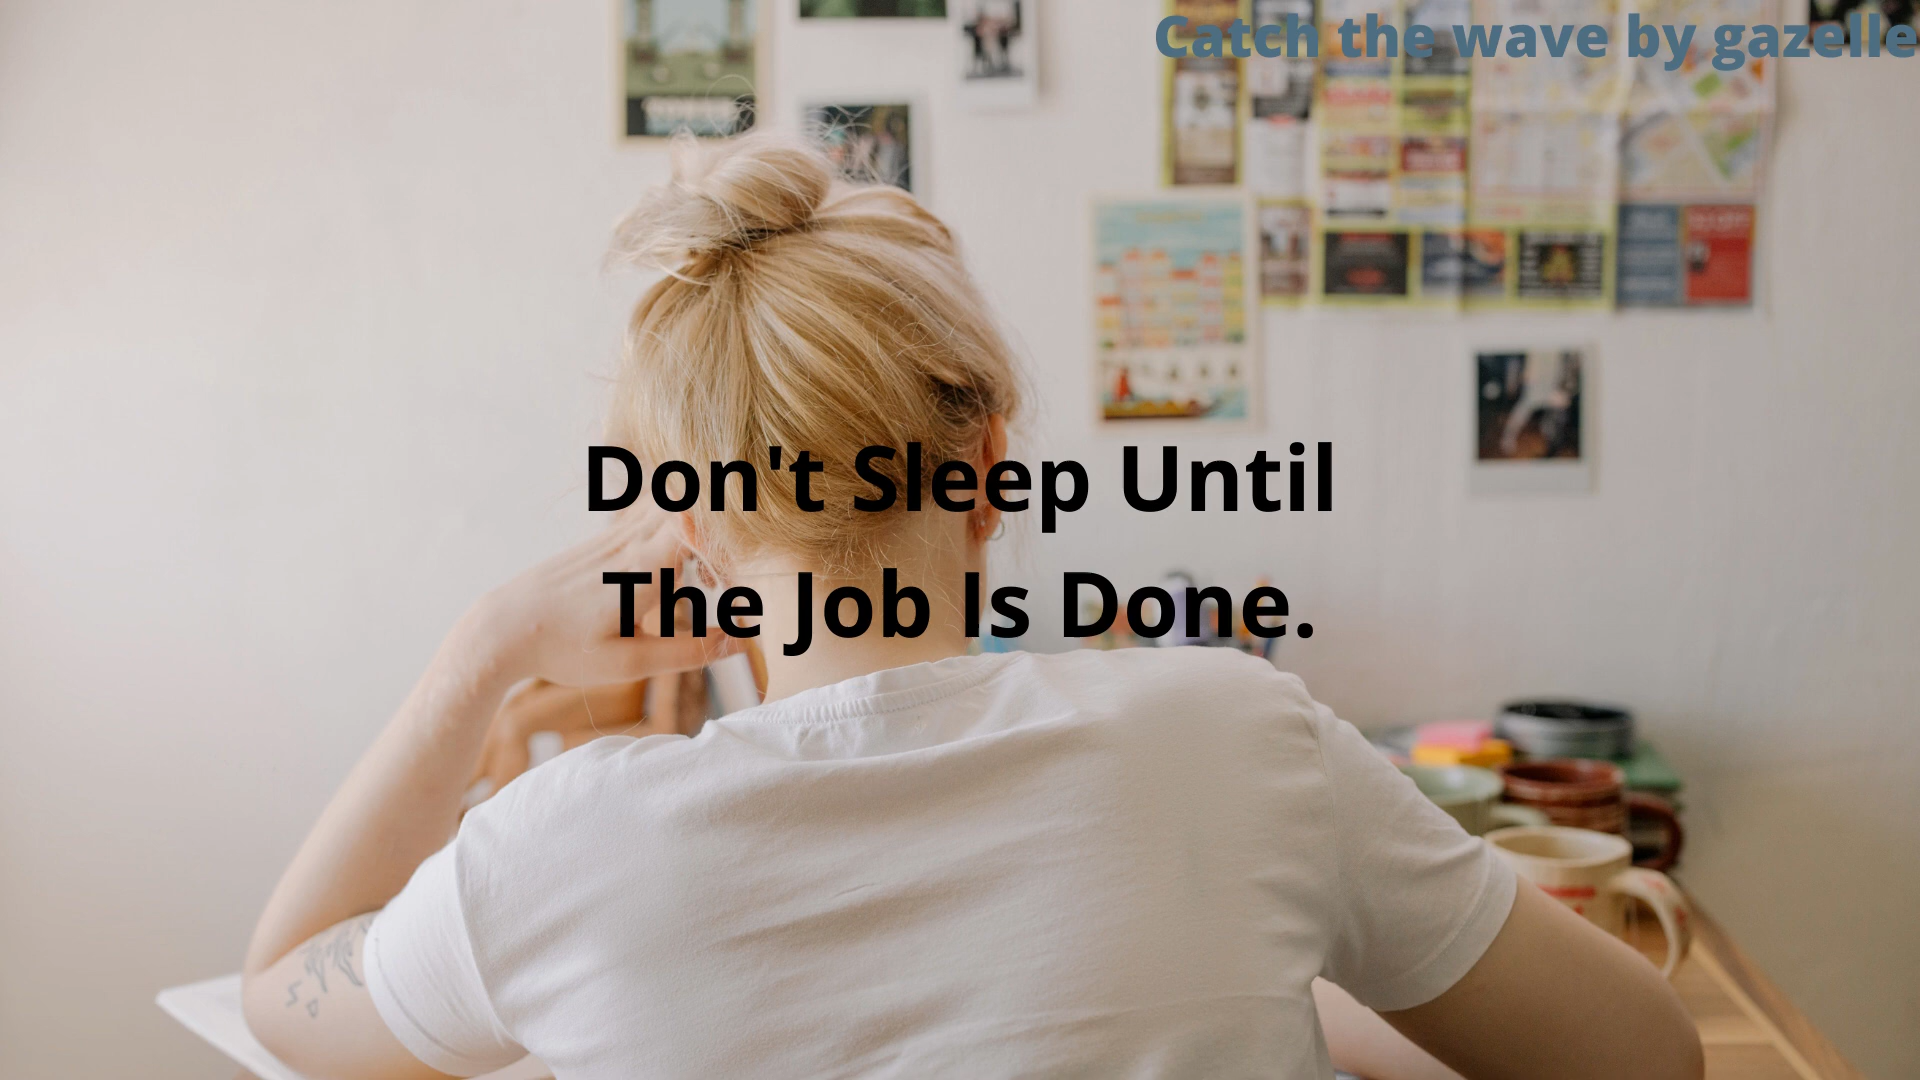 Catch the wave by gazelle
Don't Sleep Until
The Job Is Done.